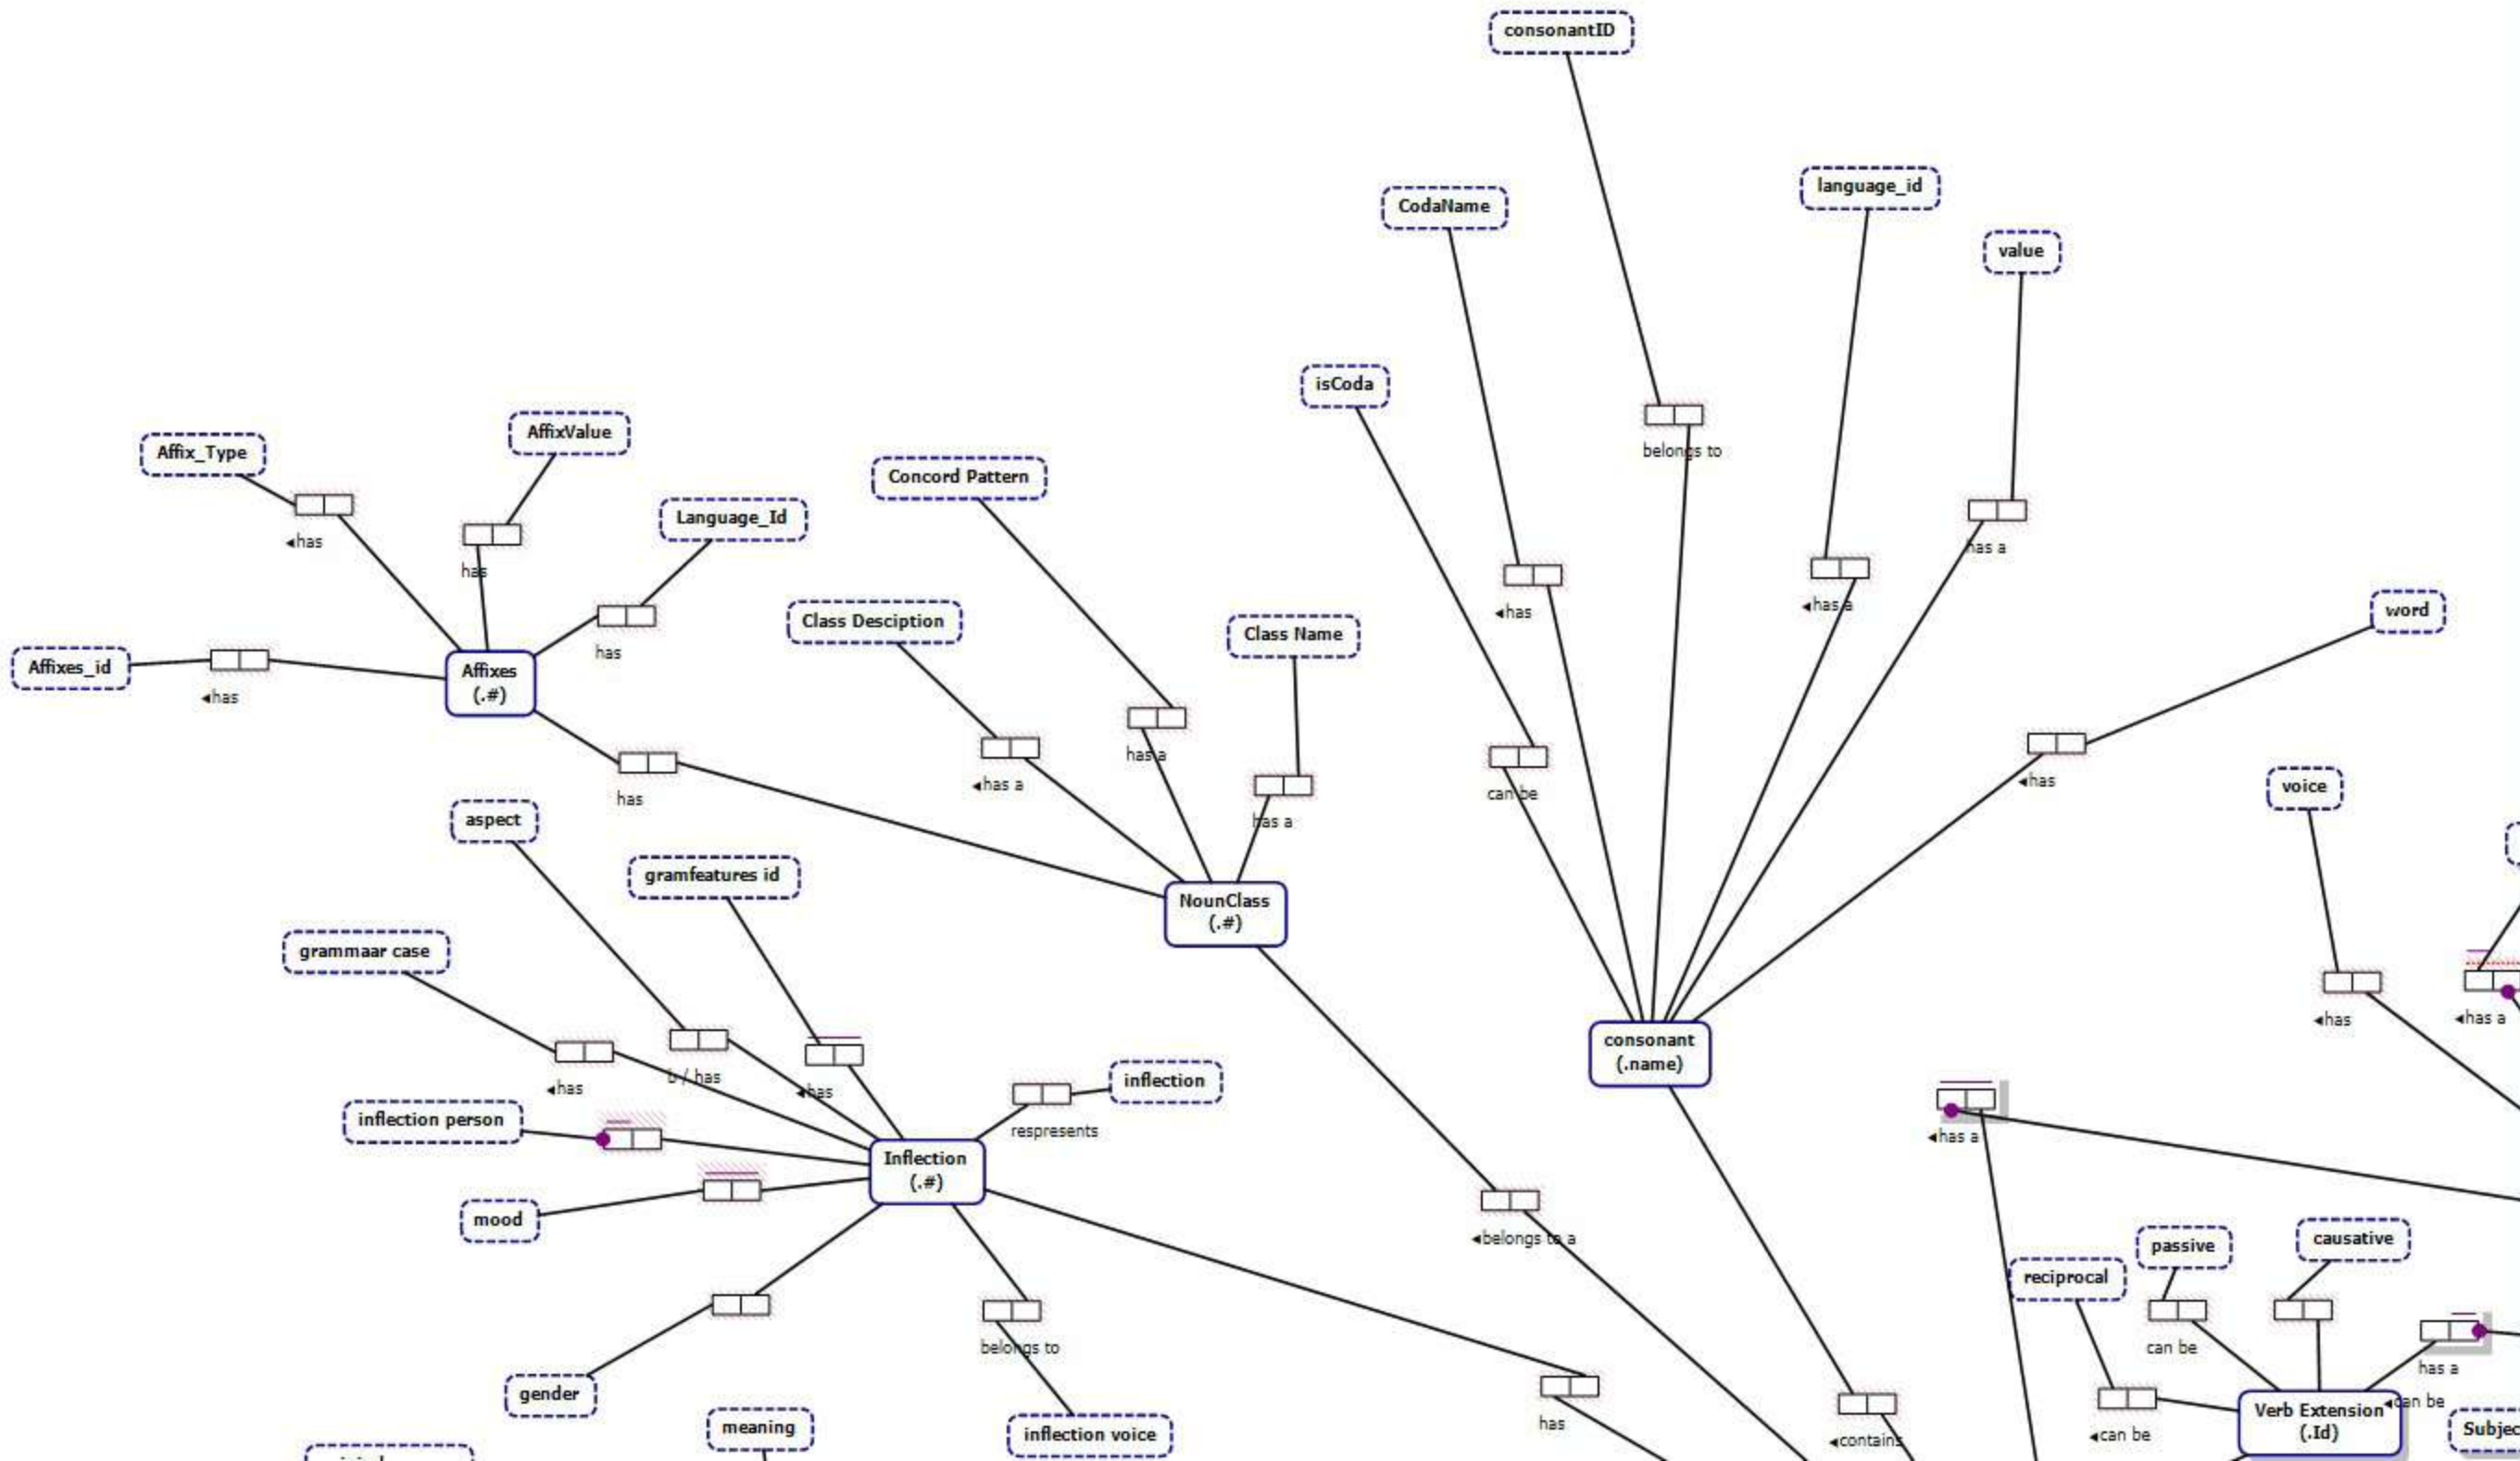 consonantID
language_id
CodaName
value
isCoda
belongs to
AffixValue
Affix_Type
Concord Pattern
Language_Id
◂has
has
has a
◂has
◂has a
word
Class Desciption
Class Name
has
Affixes_id
Affixes
(.#)
◂has
has a
◂has a
can be
◂has
voice
has
aspect
has a
gramfeatures id
NounClass
(.#)
grammaar case
◂has
◂has a
consonant
(.name)
◂has
b / has
◂has
inflection
inflection person
respresents
◂has a
Inflection
(.#)
mood
◂belongs to a
passive
causative
reciprocal
belongs to
can be
has a
gender
◂can be
Verb Extension
(.Id)
meaning
inflection voice
has
◂contains
◂can be
Subjec